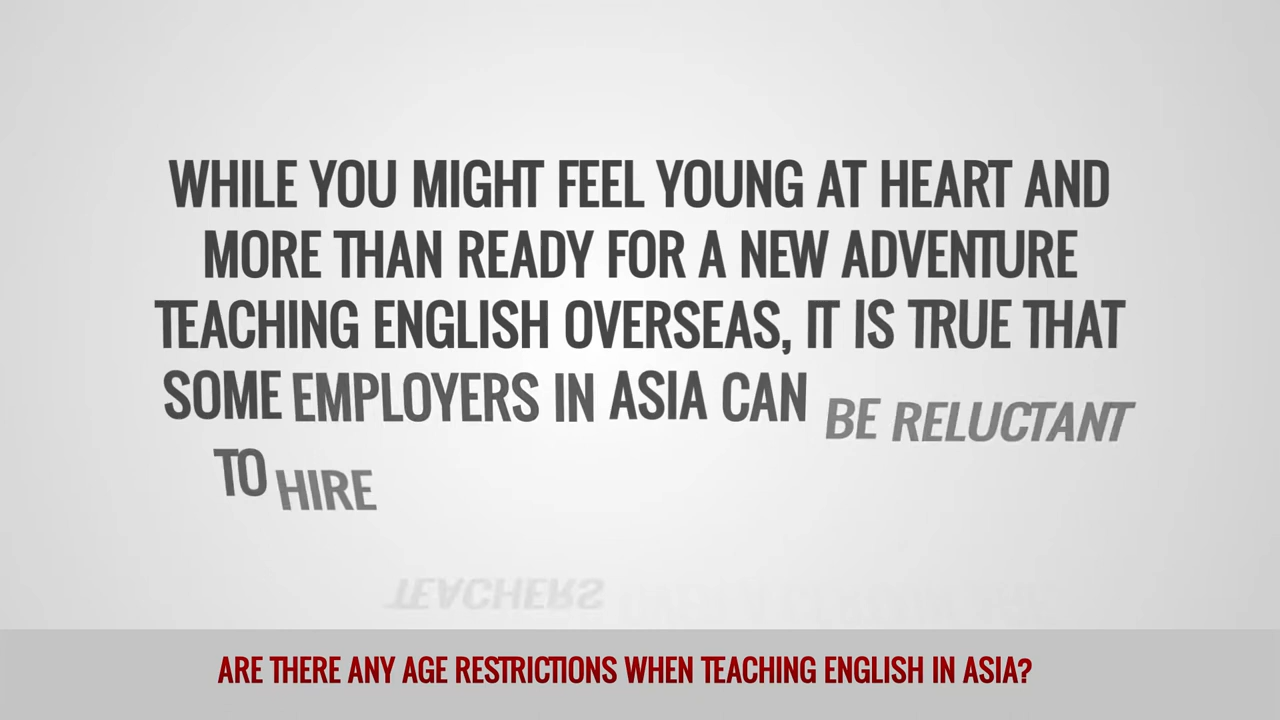 WHILE YOU MIGHT FEEL YOUNG AT HEART AND
MORE THAN READY FOR A NEW ADVENTURE
TEACHING ENGLISH OVERSEAS, IT IS TRUE THAT
SOME EMPLOYERS IN ASIA CAN BE RELUCTANT
TO HIRE
TEACHERS
ARE THERE ANY AGE RESTRICTIONS WHEN TEACHING ENGLISH IN ASIA?